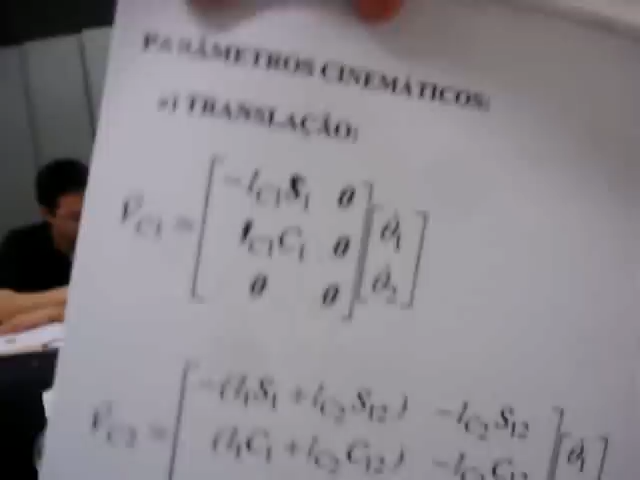 PARÂMETROS CINEMÁTICOS:
a) TRANSLAÇÃO:
V_C1 = [ -l_C1 S_1 0 ; l_C1 C_1 0 ; 0 0 ] [ θ̇_1 ; θ̇_2 ]
V_C2 = [ -(l_1 S_1 + l_C2 S_12) -l_C2 S_12
(l_1 C_1 + l_C2 C_12) -l_C2 C_12 ] [ θ̇_1 ]